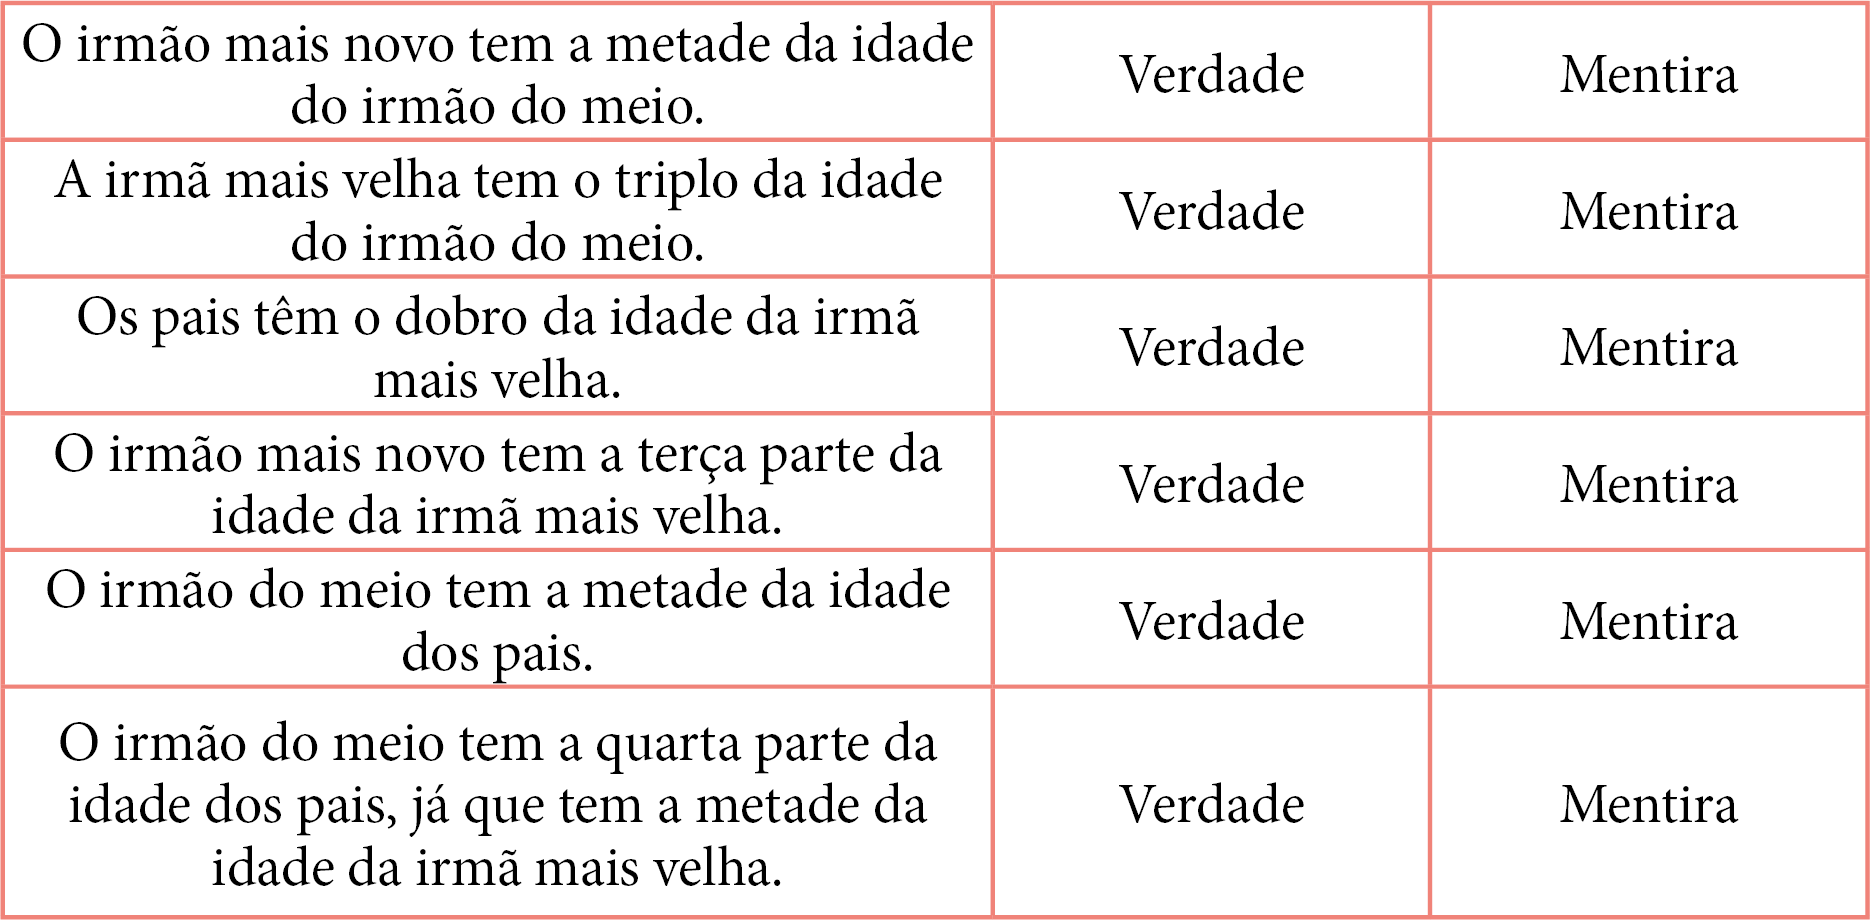 O irmão mais novo tem a metade da idade
do irmão do meio.
Verdade
Mentira
A irmã mais velha tem o triplo da idade
do irmão do meio.
Verdade
Mentira
Os pais têm o dobro da idade da irmã
mais velha.
Verdade
Mentira
O irmão mais novo tem a terça parte da
idade da irmã mais velha.
Verdade
Mentira
O irmão do meio tem a metade da idade
dos pais.
Verdade
Mentira
O irmão do meio tem a quarta parte da
idade dos pais, já que tem a metade da
idade da irmã mais velha.
Verdade
Mentira